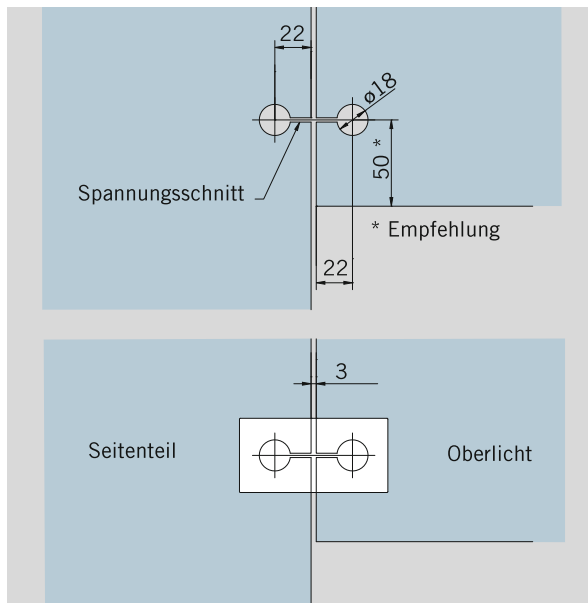 22
ø18
50 *
Spannungsschnitt
* Empfehlung
22
3
Seitenteil
Oberlicht